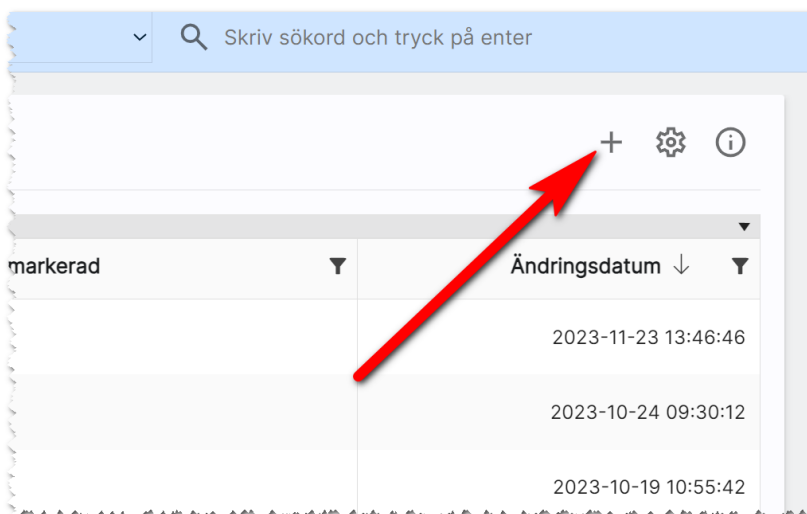 Skriv sökord och tryck på enter
markerad
Ändringsdatum
2023-11-23 13:46:46
2023-10-24 09:30:12
2023-10-19 10:55:42